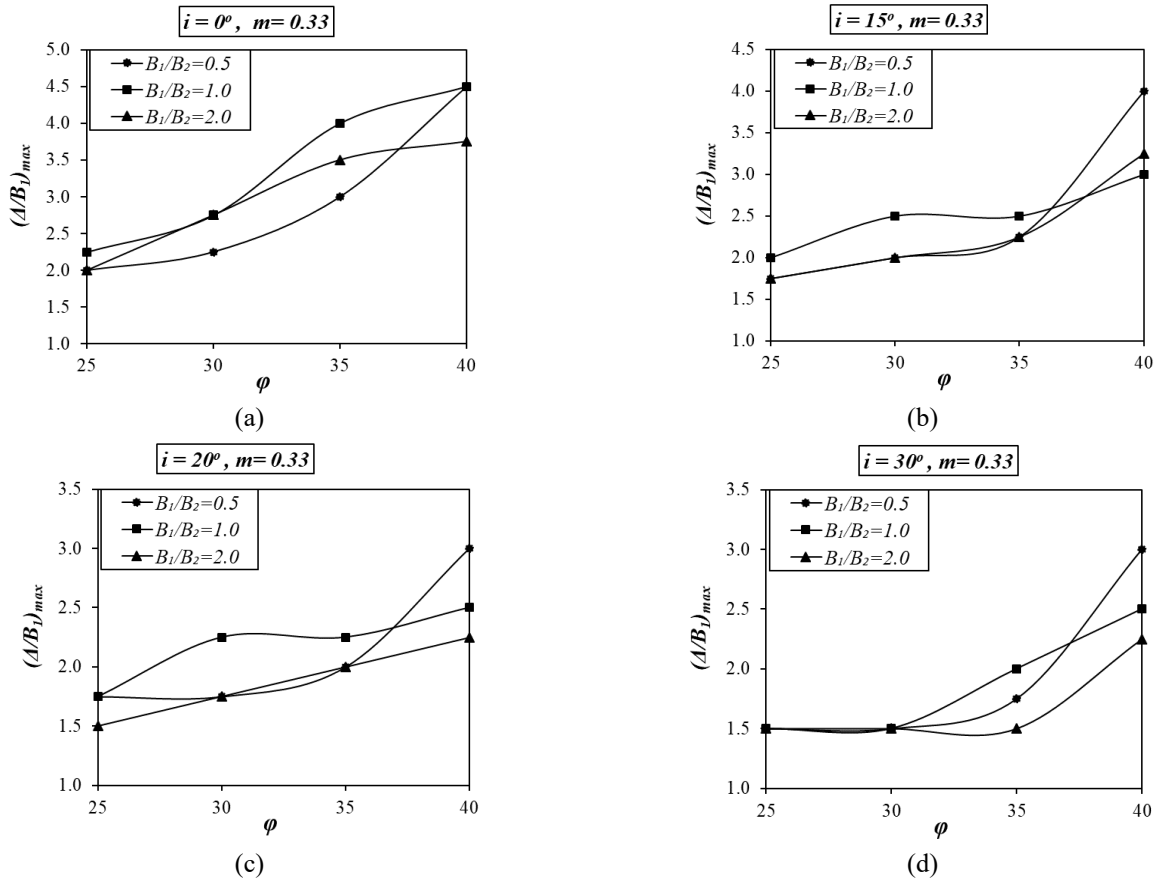 i = 0º , m= 0.33
5.0
4.5
4.0
3.5
3.0
2.5
2.0
1.5
1.0
(Δ/B₁)max
B₁/B₂=0.5
B₁/B₂=1.0
B₁/B₂=2.0
25 30 35 40
φ
(a)
i = 15º , m= 0.33
4.5
4.0
3.5
3.0
2.5
2.0
1.5
1.0
(Δ/B₁)max
B₁/B₂=0.5
B₁/B₂=1.0
B₁/B₂=2.0
25 30 35 40
φ
(b)
i = 20º , m= 0.33
3.5
3.0
2.5
2.0
1.5
1.0
(Δ/B₁)max
B₁/B₂=0.5
B₁/B₂=1.0
B₁/B₂=2.0
25 30 35 40
φ
(c)
i = 30º , m= 0.33
3.5
3.0
2.5
2.0
1.5
1.0
(Δ/B₁)max
B₁/B₂=0.5
B₁/B₂=1.0
B₁/B₂=2.0
25 30 35 40
φ
(d)